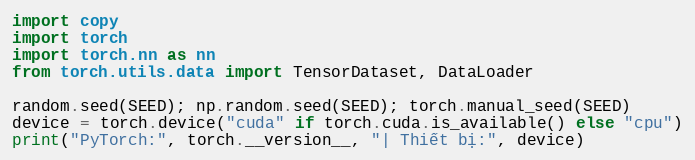 import copy
import torch
import torch.nn as nn
from torch.utils.data import TensorDataset, DataLoader

random.seed(SEED); np.random.seed(SEED); torch.manual_seed(SEED)
device = torch.device("cuda" if torch.cuda.is_available() else "cpu")
print("PyTorch:", torch.__version__, "| Thiết bị:", device)